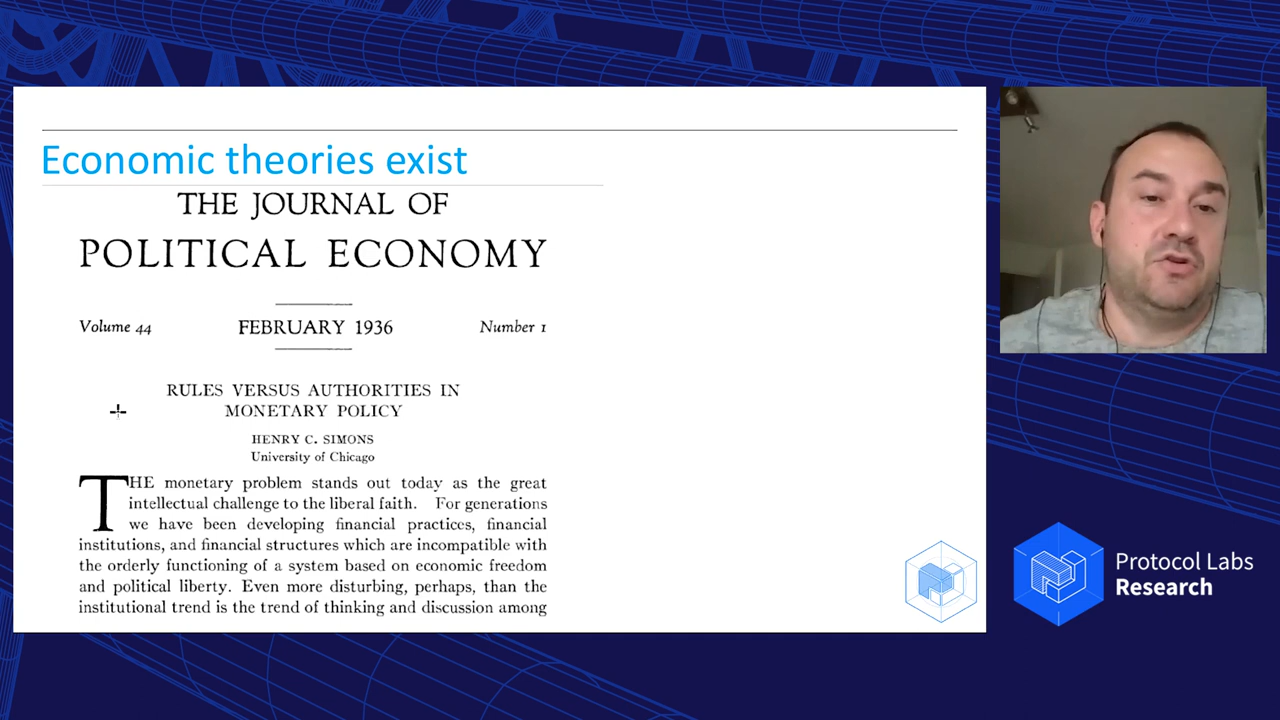 Economic theories exist
THE JOURNAL OF
POLITICAL ECONOMY
Volume 44 FEBRUARY 1936 Number 1
RULES VERSUS AUTHORITIES IN
MONETARY POLICY
HENRY C. SIMONS
University of Chicago
THE monetary problem stands out today as the great
intellectual challenge to the liberal faith. For generations
we have been developing financial practices, financial
institutions, and financial structures which are incompatible with
the orderly functioning of a system based on economic freedom
and political liberty. Even more disturbing, perhaps, than the
institutional trend is the trend of thinking and discussion among
Protocol Labs
Research